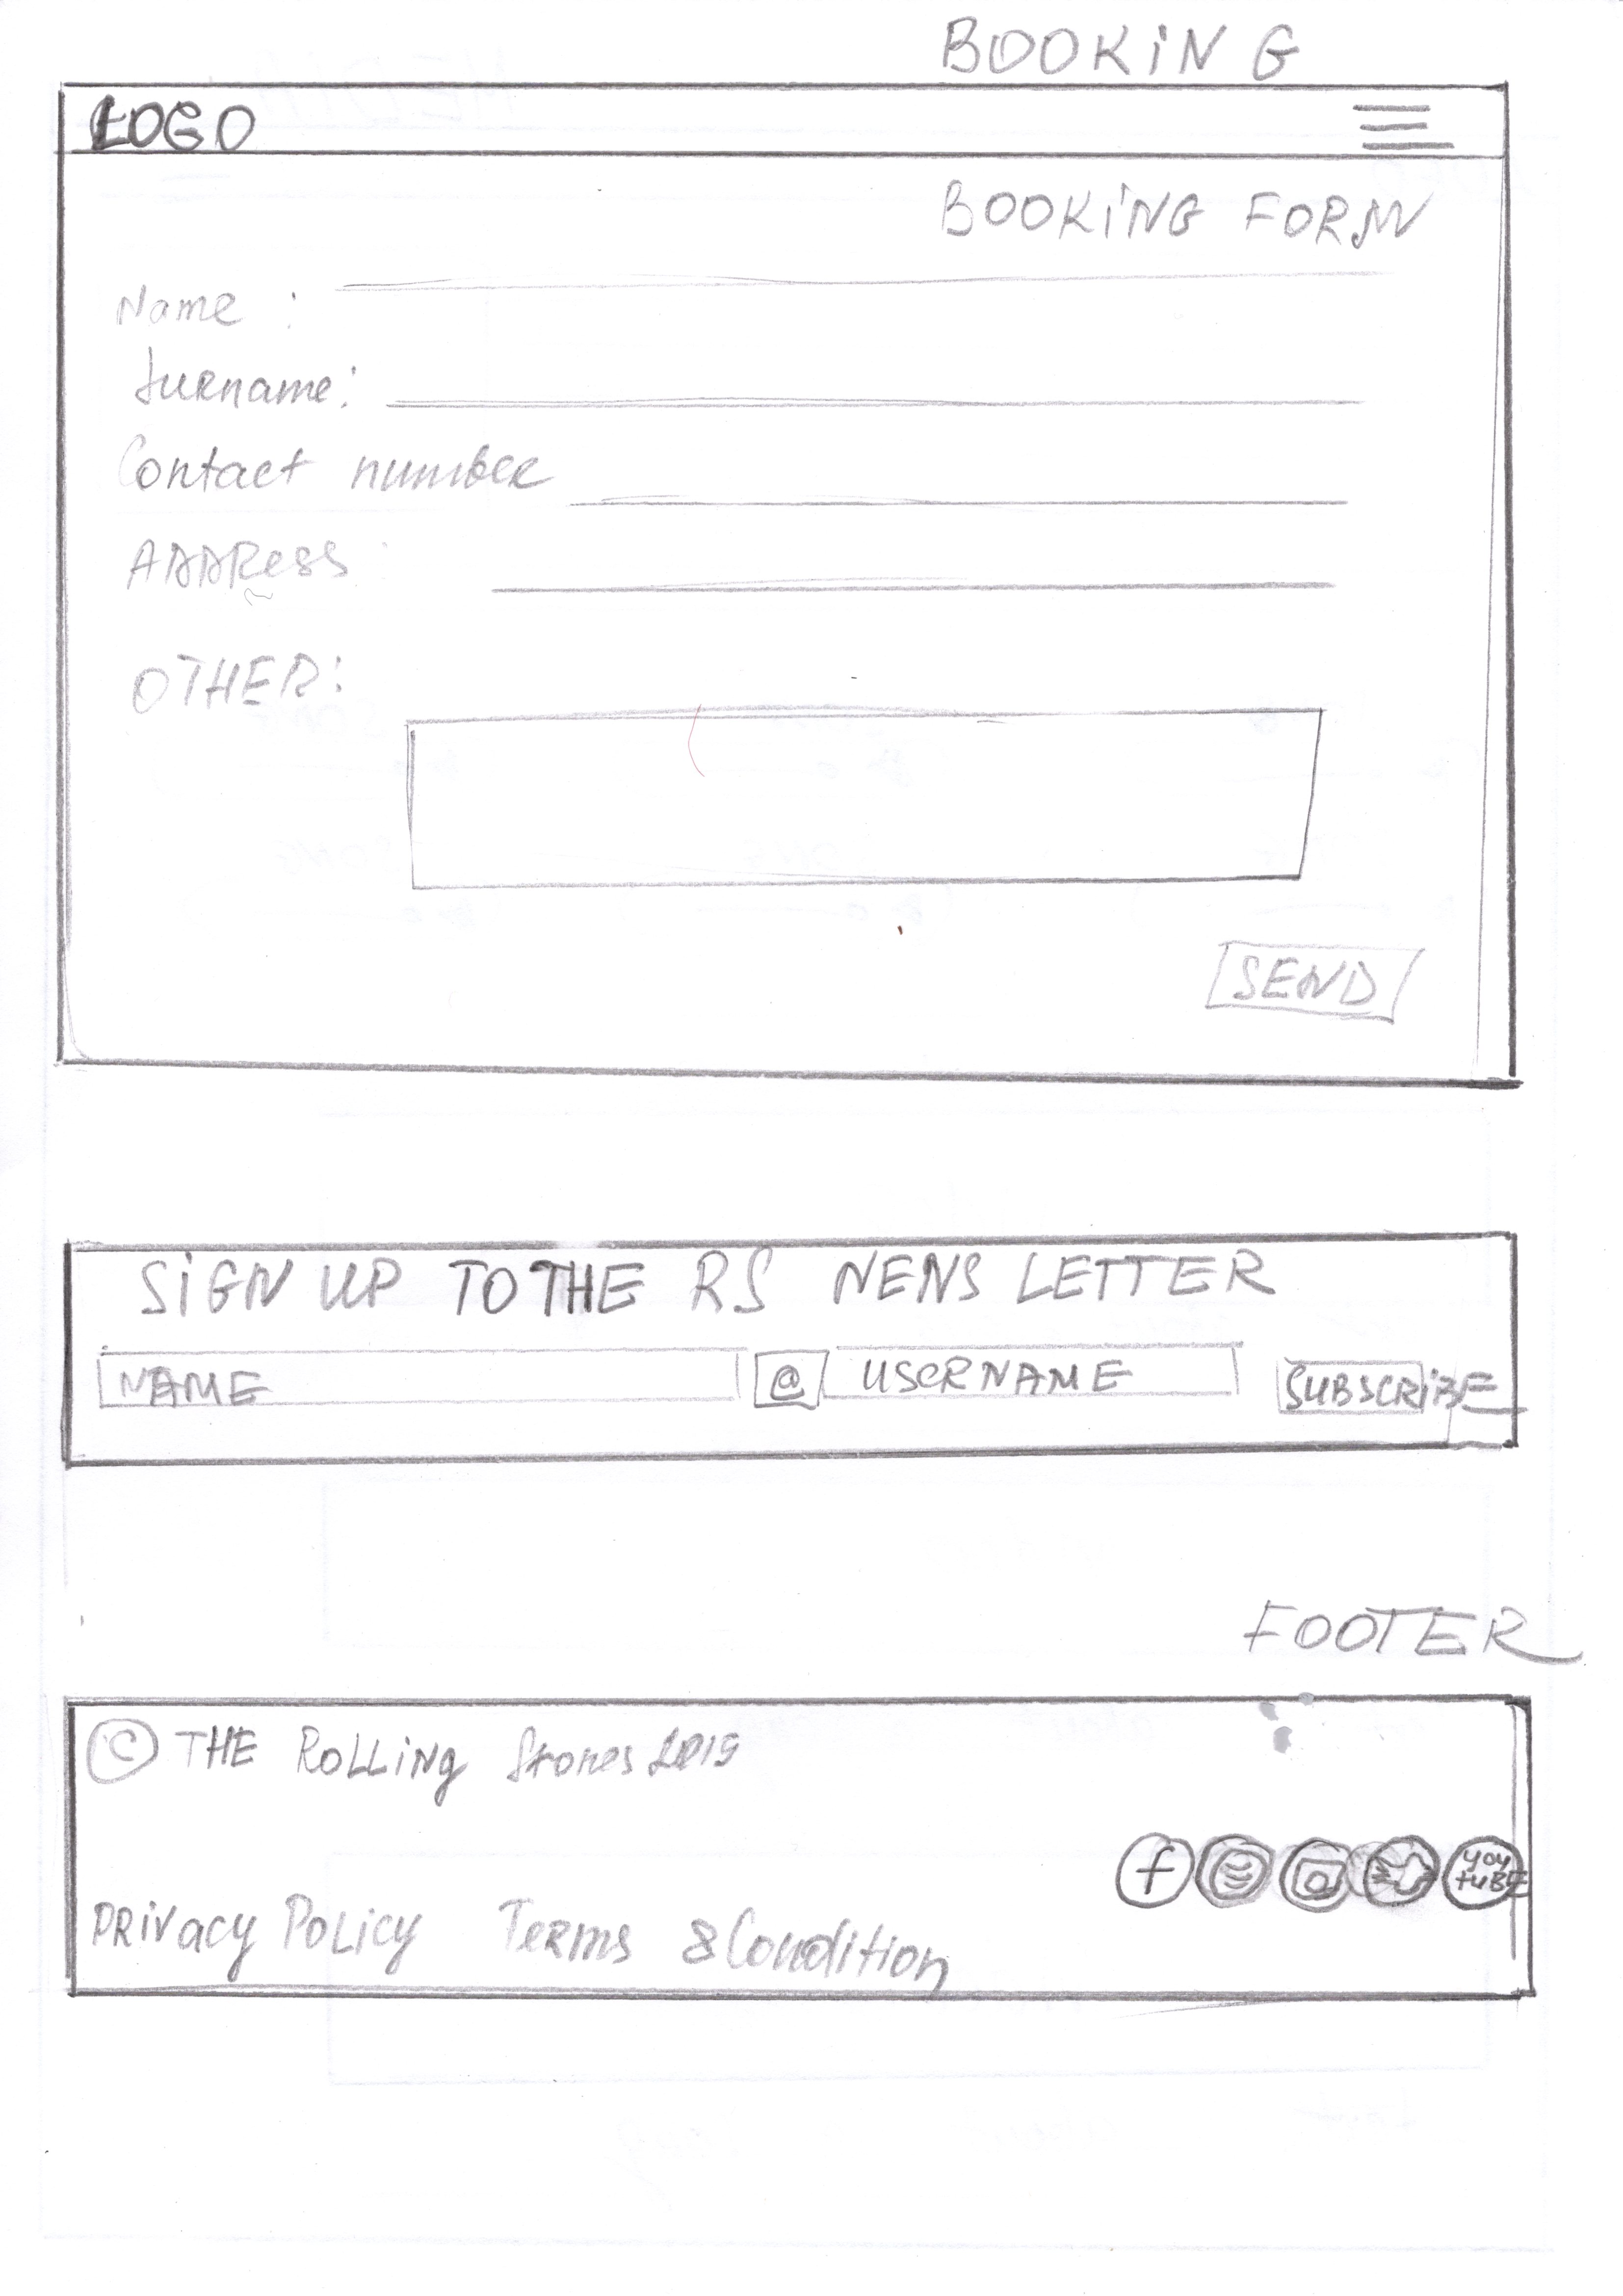 BOOKING
LOGO
BOOKING FORM
Name :
Surname:
Contact number
ADDRess :
OTHER:
SEND
SIGN UP TO THE RS NENS LETTER
NAME @ USERNAME SUBSCRIBE
FOOTER
© THE ROLLiNg Stones 2019
f YOU TUBE
PRIVACY POLICY Terms & Condition